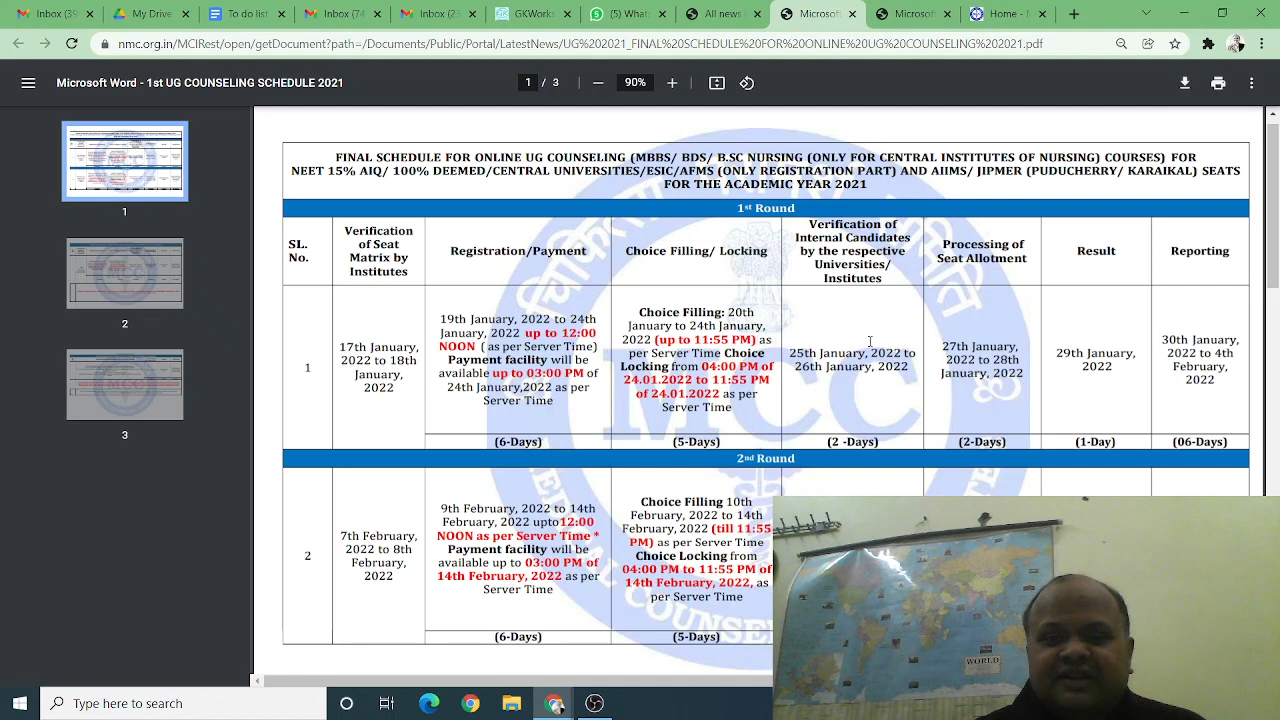 Inbox (39
My Drive
To do list
Inbox (74
Inbox (2
GKWorks
(5) Whats
All news
Microsoft
Microsoft
Home - N
nmc.org.in/MCIRest/open/getDocument?path=/Documents/Public/Portal/LatestNews/UG%202021_FINAL%20SCHEDULE%20FOR%20ONLINE%20UG%20COUNSELING%202021.pdf
Microsoft Word - 1st UG COUNSELING SCHEDULE 2021
1 / 3
90%
1
2
3
FINAL SCHEDULE FOR ONLINE UG COUNSELING (MBBS/ BDS/ B.SC NURSING (ONLY FOR CENTRAL INSTITUTES OF NURSING) COURSES) FOR
NEET 15% AIQ/ 100% DEEMED/CENTRAL UNIVERSITIES/ESIC/AFMS (ONLY REGISTRATION PART) AND AIIMS/ JIPMER (PUDUCHERRY/ KARAIKAL) SEATS
FOR THE ACADEMIC YEAR 2021
1st Round
SL.
No.
Verification
of Seat
Matrix by
Institutes
Registration/Payment
Choice Filling/ Locking
Verification of
Internal Candidates
by the respective
Universities/
Institutes
Processing of
Seat Allotment
Result
Reporting
1
17th January,
2022 to 18th
January,
2022
19th January, 2022 to 24th
January, 2022 up to 12:00
NOON ( as per Server Time)
Payment facility will be
available up to 03:00 PM of
24th January,2022 as per
Server Time
Choice Filling: 20th
January to 24th January,
2022 (up to 11:55 PM) as
per Server Time Choice
Locking from 04:00 PM of
24.01.2022 to 11:55 PM
of 24.01.2022 as per
Server Time
25th January, 2022 to
26th January, 2022
27th January,
2022 to 28th
January, 2022
29th January,
2022
30th January,
2022 to 4th
February,
2022
(6-Days)
(5-Days)
(2 -Days)
(2-Days)
(1-Day)
(06-Days)
2nd Round
2
7th February,
2022 to 8th
February,
2022
9th February, 2022 to 14th
February, 2022 upto12:00
NOON as per Server Time *
Payment facility will be
available up to 03:00 PM of
14th February, 2022 as per
Server Time
Choice Filling 10th
February, 2022 to 14th
February, 2022 (till 11:55
PM) as per Server Time
Choice Locking from
04:00 PM to 11:55 PM of
14th February, 2022, as
per Server Time
(6-Days)
(5-Days)
MCC
WORLD
Type here to search